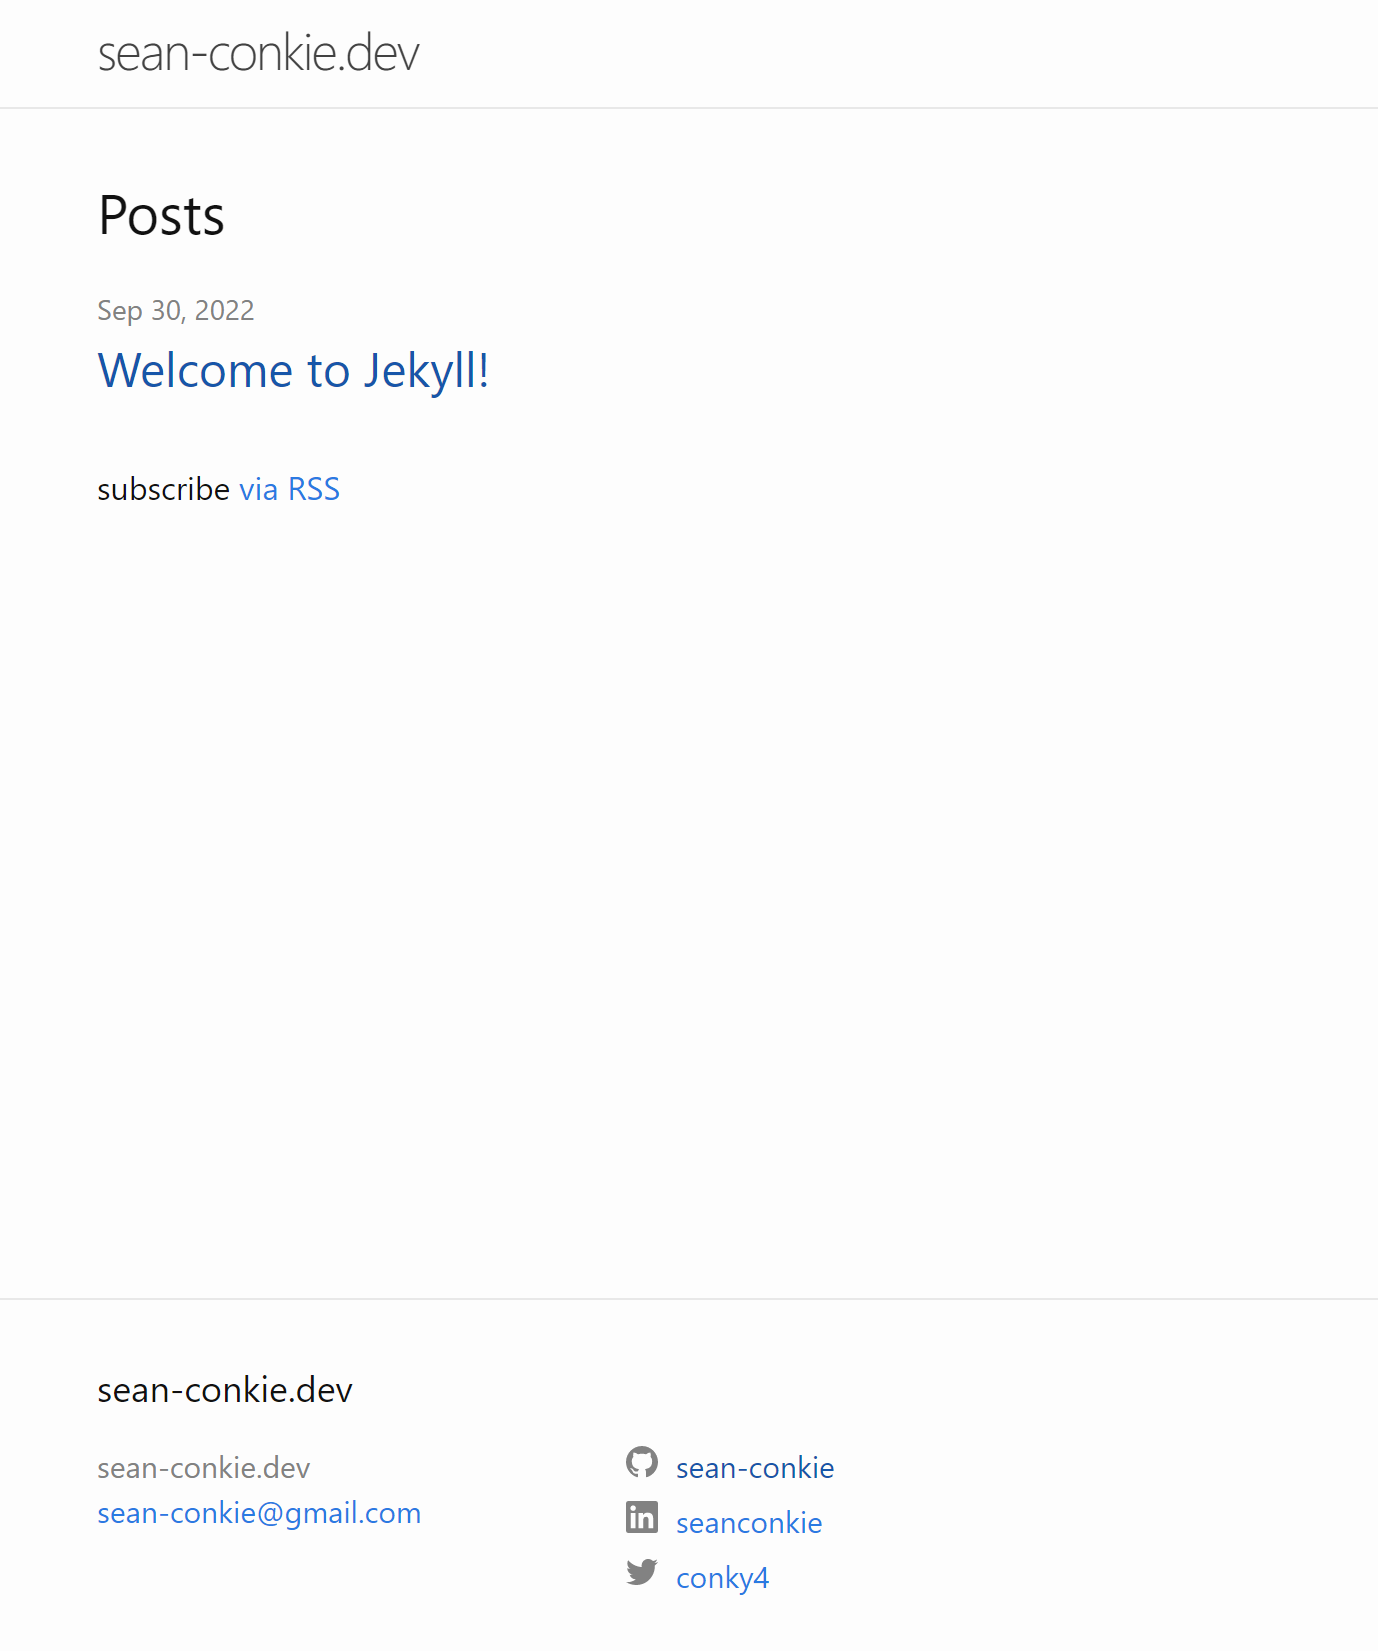 sean-conkie.dev
Posts
Sep 30, 2022
Welcome to Jekyll!
subscribe via RSS
sean-conkie.dev
sean-conkie.dev
sean-conkie@gmail.com
sean-conkie
seanconkie
conky4